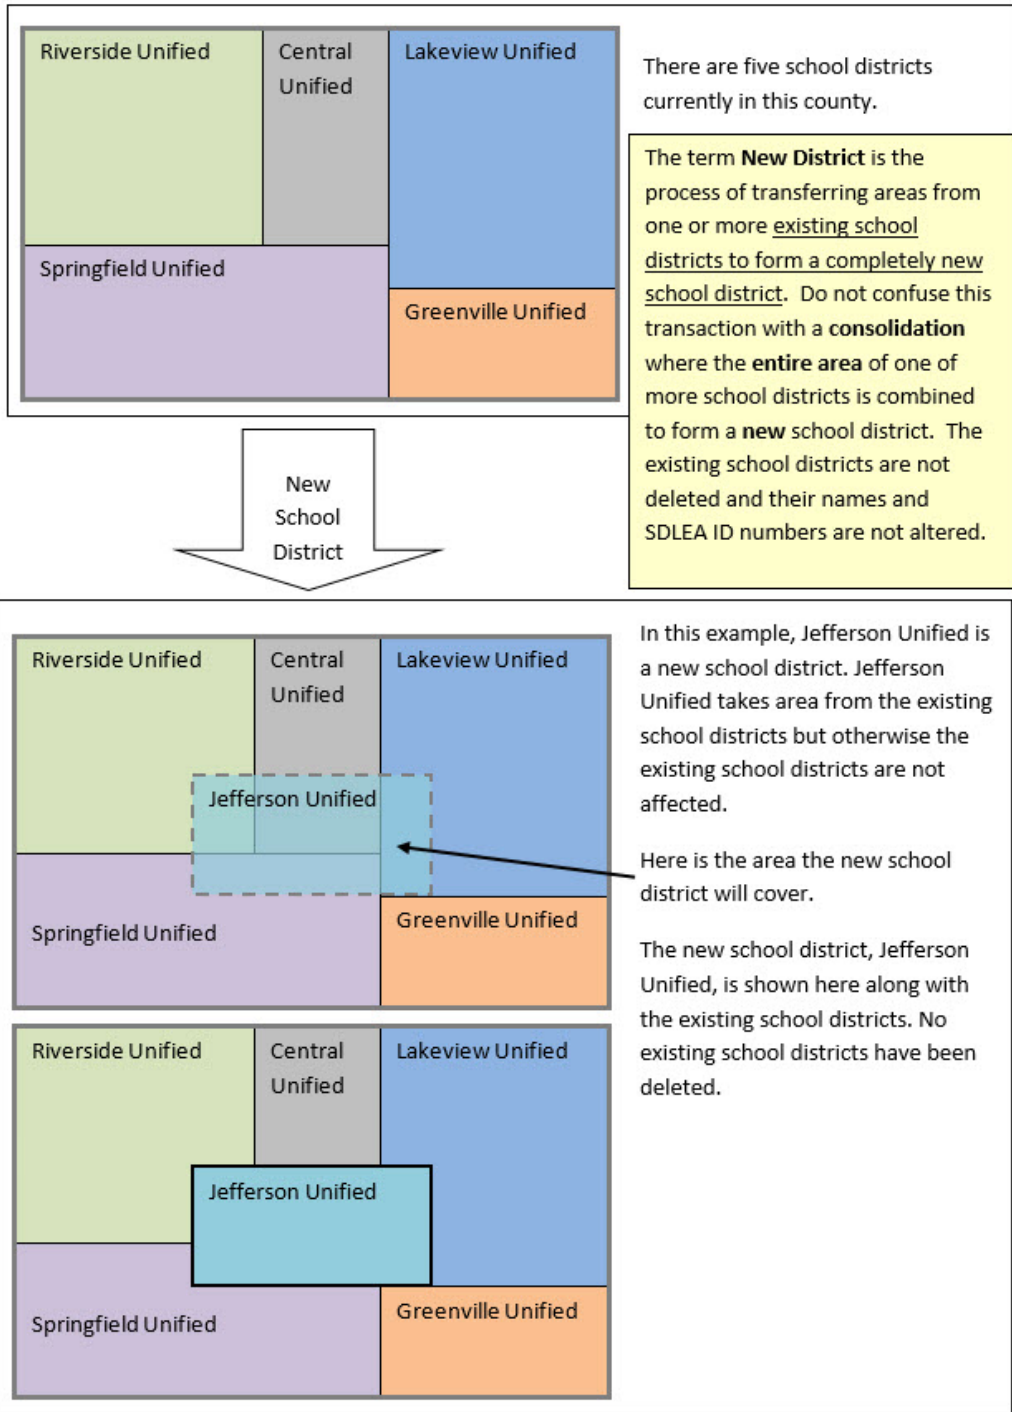 Riverside Unified
Central
Unified
Lakeview Unified
Springfield Unified
Greenville Unified
There are five school districts
currently in this county.
The term New District is the
process of transferring areas from
one or more existing school
districts to form a completely new
school district.  Do not confuse this
transaction with a consolidation
where the entire area of one of
more school districts is combined
to form a new school district.  The
existing school districts are not
deleted and their names and
SDLEA ID numbers are not altered.
New
School
District
Riverside Unified
Central
Unified
Lakeview Unified
Jefferson Unified
Springfield Unified
Greenville Unified
In this example, Jefferson Unified is
a new school district. Jefferson
Unified takes area from the existing
school districts but otherwise the
existing school districts are not
affected.
Here is the area the new school
district will cover.
The new school district, Jefferson
Unified, is shown here along with
the existing school districts. No
existing school districts have been
deleted.
Riverside Unified
Central
Unified
Lakeview Unified
Jefferson Unified
Springfield Unified
Greenville Unified